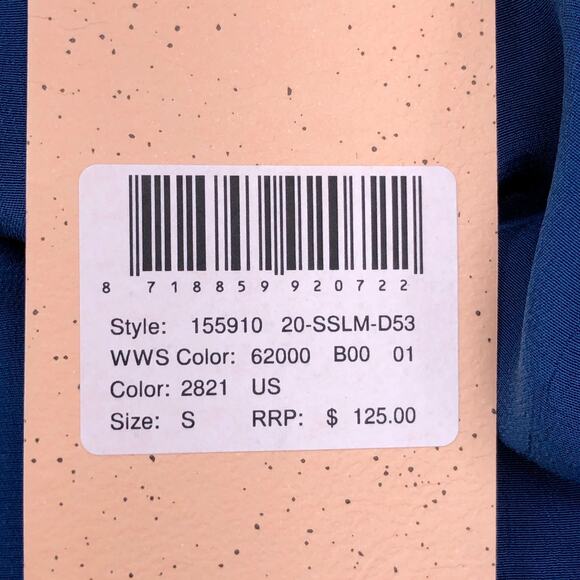 8 718859 920722
Style: 155910 20-SSLM-D53
WWS Color: 62000 B00 01
Color: 2821 US
Size: S RRP: $ 125.00